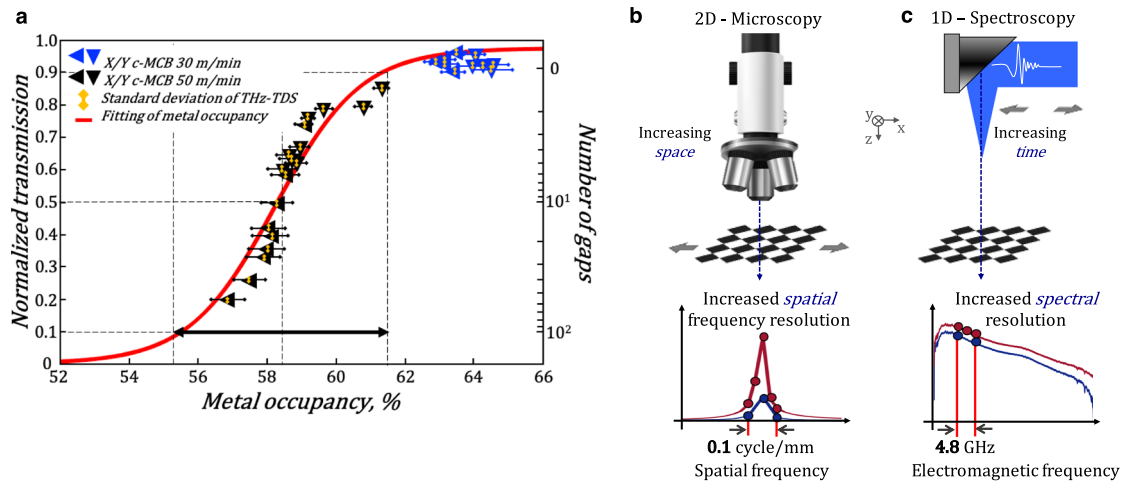 a
Normalized transmission
1.0
0.9
0.8
0.7
0.6
0.5
0.4
0.3
0.2
0.1
0
X/Y c-MCB 30 m/min
X/Y c-MCB 50 m/min
Standard deviation of THz-TDS
Fitting of metal occupancy
0
10¹
10²
Number of gaps
52 54 56 58 60 62 64 66
Metal occupancy, %
b
2D - Microscopy
Increasing
space
Increased spatial
frequency resolution
0.1 cycle/mm
Spatial frequency
c
1D – Spectroscopy
y
x
z
Increasing
time
Increased spectral
resolution
4.8 GHz
Electromagnetic frequency